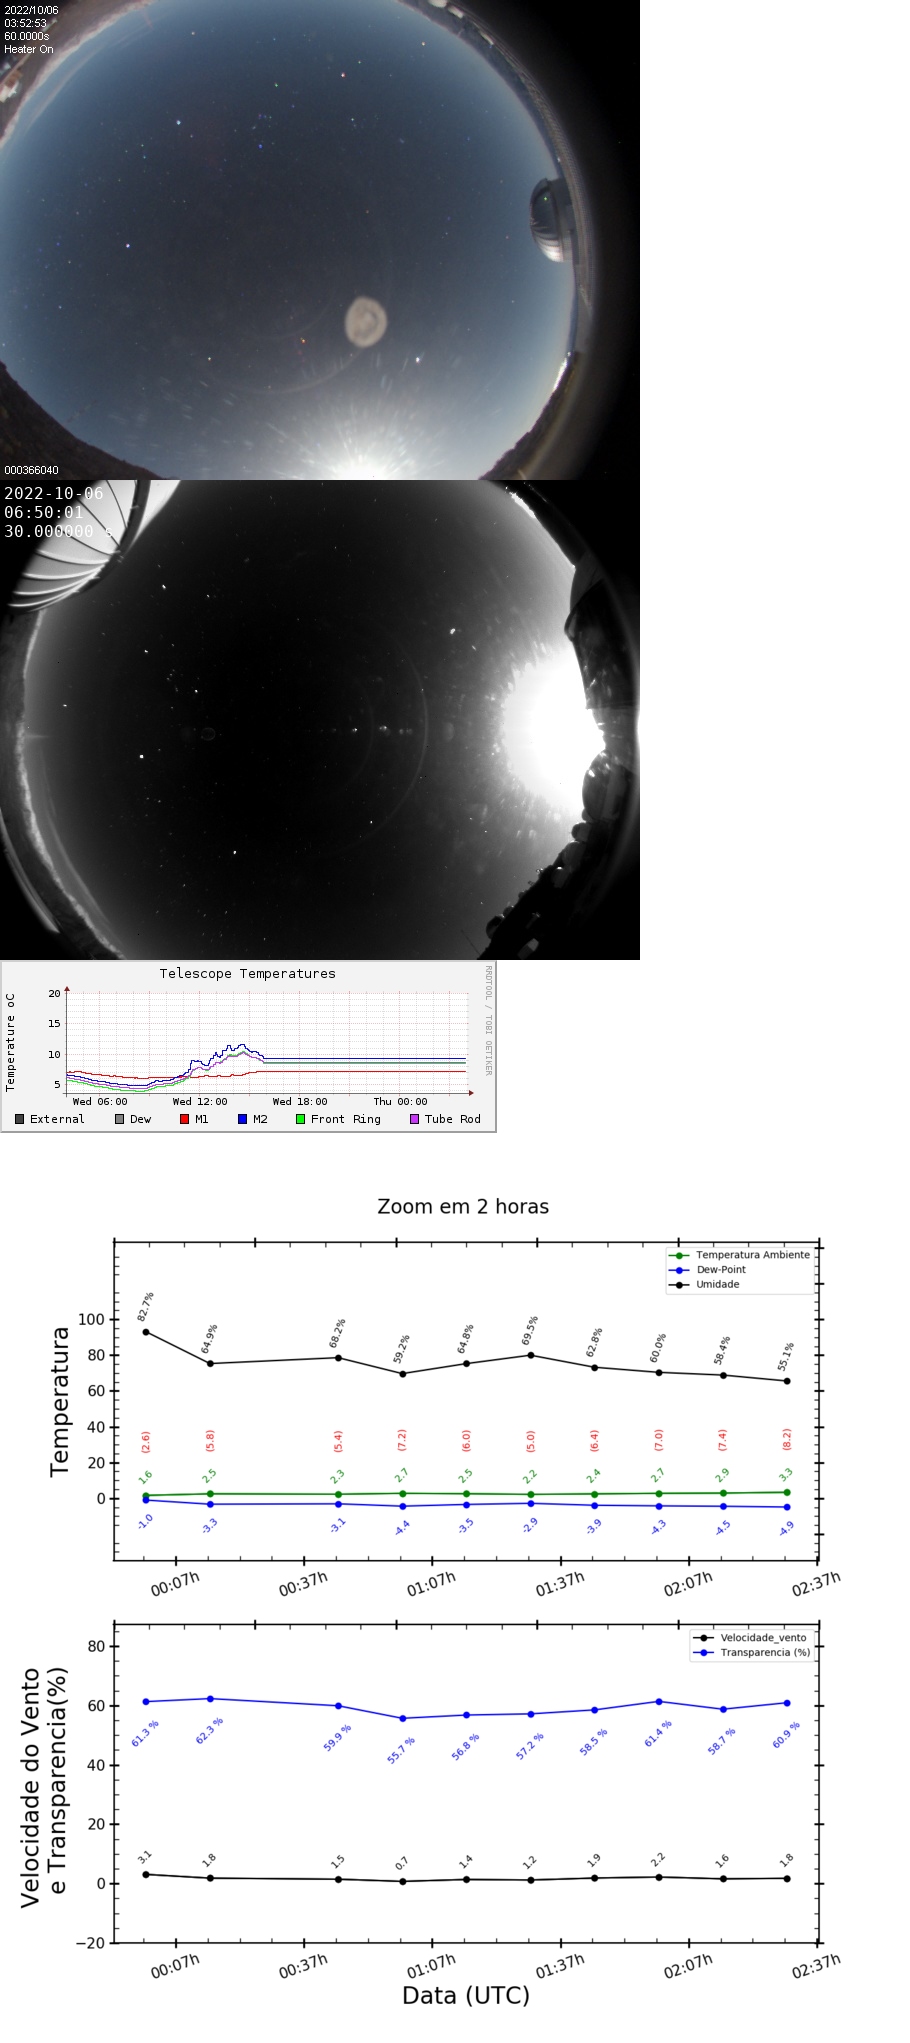 2022/10/06
03:52:53
60.0000s
Heater On
000366040
2022-10-06
06:50:01
30.000000 s
Telescope Temperatures
RRDTOOL / TOBI OETIKER
Temperature oC
20
15
10
5
Wed 06:00 Wed 12:00 Wed 18:00 Thu 00:00
External Dew M1 M2 Front Ring Tube Rod
Zoom em 2 horas
Temperatura Ambiente
Dew-Point
Umidade
Temperatura
100
80
60
40
20
0
82.7% 64.9% 68.2% 59.2% 64.8% 69.5% 62.8% 60.0% 58.4% 55.1%
(2.6) (5.8) (5.4) (7.2) (6.0) (5.0) (6.4) (7.0) (7.4) (8.2)
1.6 2.5 2.3 2.7 2.5 2.2 2.4 2.7 2.9 3.3
-1.0 -3.3 -3.1 -4.4 -3.5 -2.9 -3.9 -4.3 -4.5 -4.9
00:07h 00:37h 01:07h 01:37h 02:07h 02:37h
Velocidade_vento
Transparencia (%)
Velocidade do Vento
e Transparencia(%)
80
60
40
20
0
−20
61.3 % 62.3 % 59.9 % 55.7 % 56.8 % 57.2 % 58.5 % 61.4 % 58.7 % 60.9 %
3.1 1.8 1.5 0.7 1.4 1.2 1.9 2.2 1.6 1.8
00:07h 00:37h 01:07h 01:37h 02:07h 02:37h
Data (UTC)